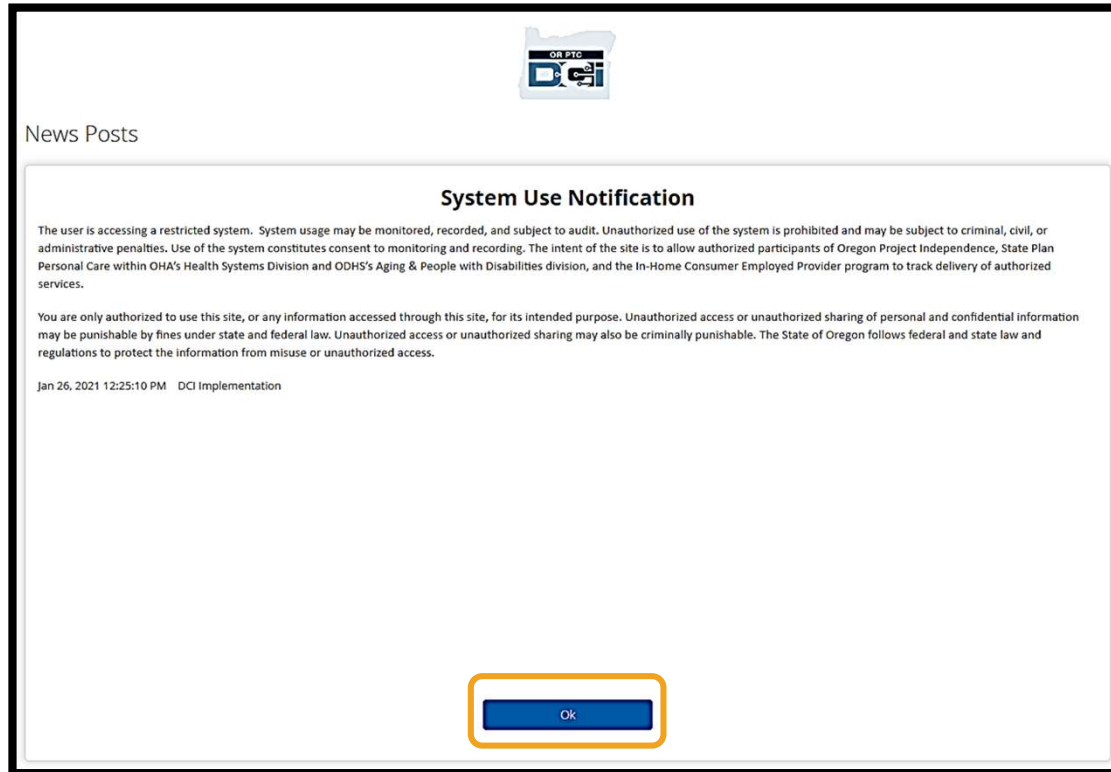 OR PTC
DCi
News Posts
System Use Notification
The user is accessing a restricted system.  System usage may be monitored, recorded, and subject to audit. Unauthorized use of the system is prohibited and may be subject to criminal, civil, or
administrative penalties. Use of the system constitutes consent to monitoring and recording. The intent of the site is to allow authorized participants of Oregon Project Independence, State Plan
Personal Care within OHA's Health Systems Division and ODHS's Aging & People with Disabilities division, and the In-Home Consumer Employed Provider program to track delivery of authorized
services.
You are only authorized to use this site, or any information accessed through this site, for its intended purpose. Unauthorized access or unauthorized sharing of personal and confidential information
may be punishable by fines under state and federal law. Unauthorized access or unauthorized sharing may also be criminally punishable. The State of Oregon follows federal and state law and
regulations to protect the information from misuse or unauthorized access.
Jan 26, 2021 12:25:10 PM   DCI Implementation
Ok